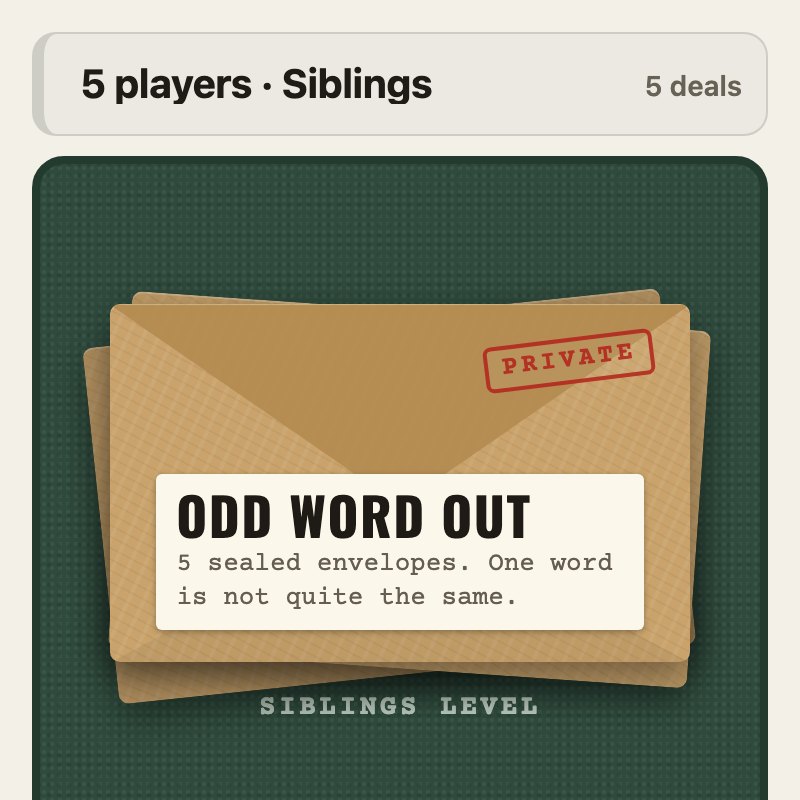 5 players · Siblings
5 deals
PRIVATE
ODD WORD OUT
5 sealed envelopes. One word
is not quite the same.
SIBLINGS LEVEL